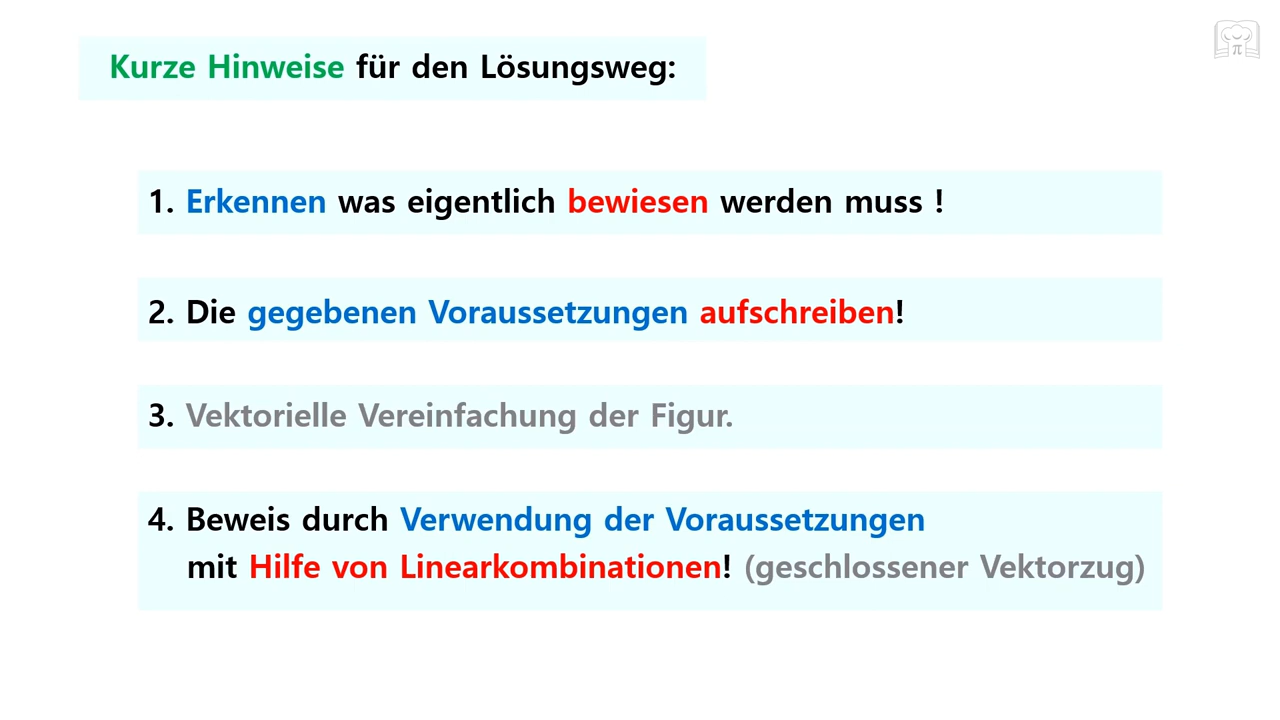 Kurze Hinweise für den Lösungsweg:
1. Erkennen was eigentlich bewiesen werden muss !
2. Die gegebenen Voraussetzungen aufschreiben!
3. Vektorielle Vereinfachung der Figur.
4. Beweis durch Verwendung der Voraussetzungen
mit Hilfe von Linearkombinationen! (geschlossener Vektorzug)
π